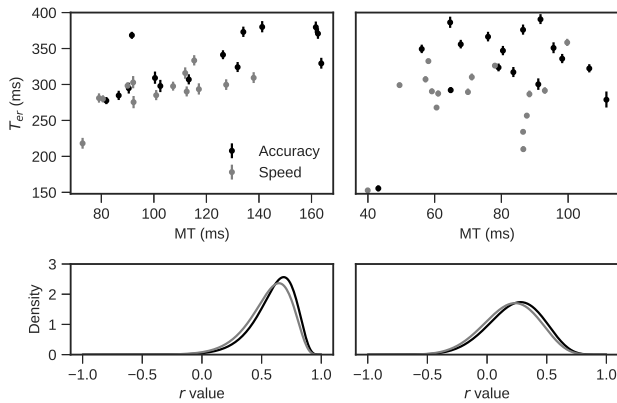 400
350
300
250
200
150
T_er (ms)
Accuracy
Speed
80 100 120 140 160
MT (ms)
40 60 80 100
MT (ms)
3
2
1
0
Density
−1.0 −0.5 0.0 0.5 1.0
r value
−1.0 −0.5 0.0 0.5 1.0
r value